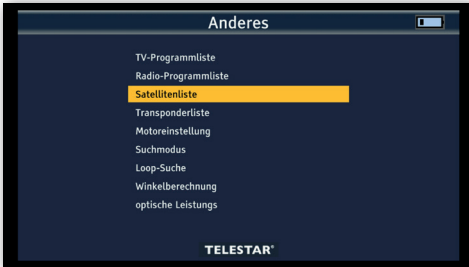 Anderes
TV-Programmliste
Radio-Programmliste
Satellitenliste
Transponderliste
Motoreinstellung
Suchmodus
Loop-Suche
Winkelberechnung
optische Leistungs
TELESTAR®